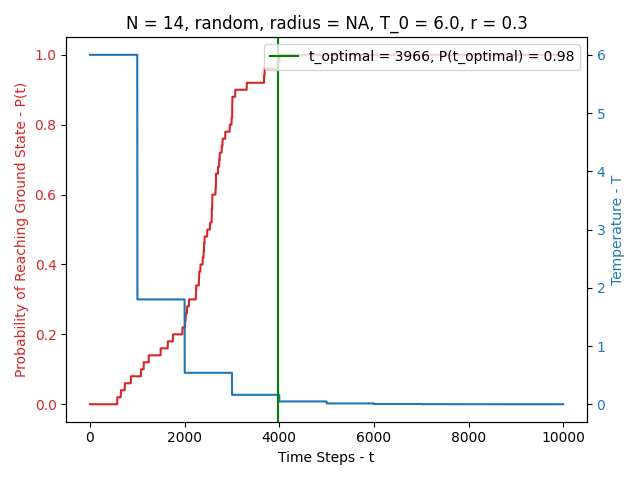 N = 14, random, radius = NA, T_0 = 6.0, r = 0.3
t_optimal = 3966, P(t_optimal) = 0.98
Probability of Reaching Ground State - P(t)
1.0
0.8
0.6
0.4
0.2
0.0
6
5
4
3
2
1
0
Temperature - T
0 2000 4000 6000 8000 10000
Time Steps - t